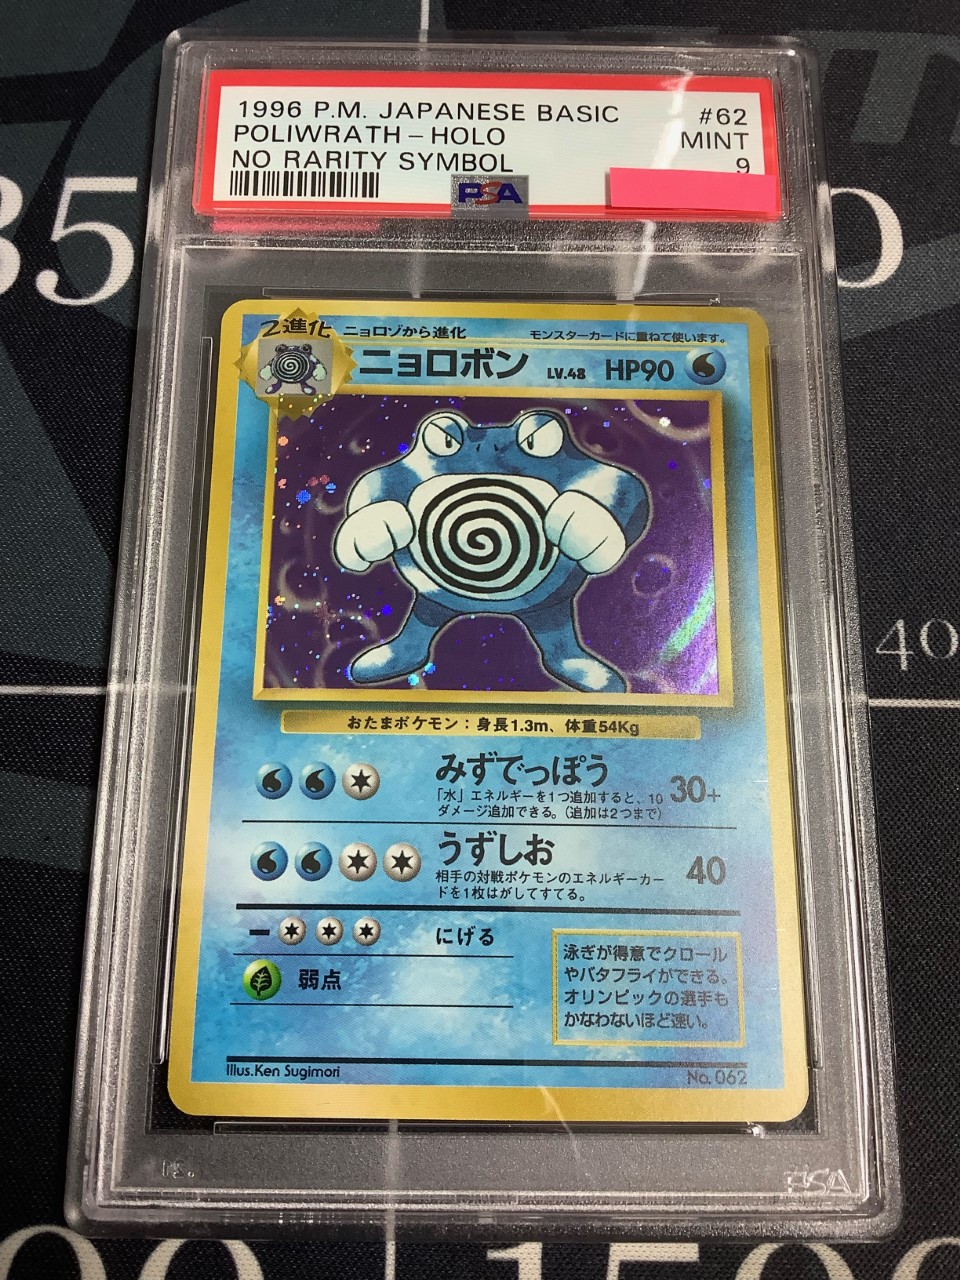 1996 P.M. JAPANESE BASIC #62
POLIWRATH-HOLO MINT
NO RARITY SYMBOL 9
PSA
35
0
2進化 ニョロゾから進化 モンスターカードに重ねて使います。
ニョロボン LV.48 HP90
おたまポケモン：身長1.3m、体重54Kg
みずでっぽう 30+
「水」エネルギーを1つ追加すると、10
ダメージ追加できる。（追加は2つまで）
うずしお 40
相手の対戦ポケモンのエネルギーカー
ドを1枚はがしてすてる。
にげる
弱点
泳ぎが得意でクロール
やバタフライができる。
オリンピックの選手も
かなわないほど速い。
Illus.Ken Sugimori No. 062
40
PSA
00 1500